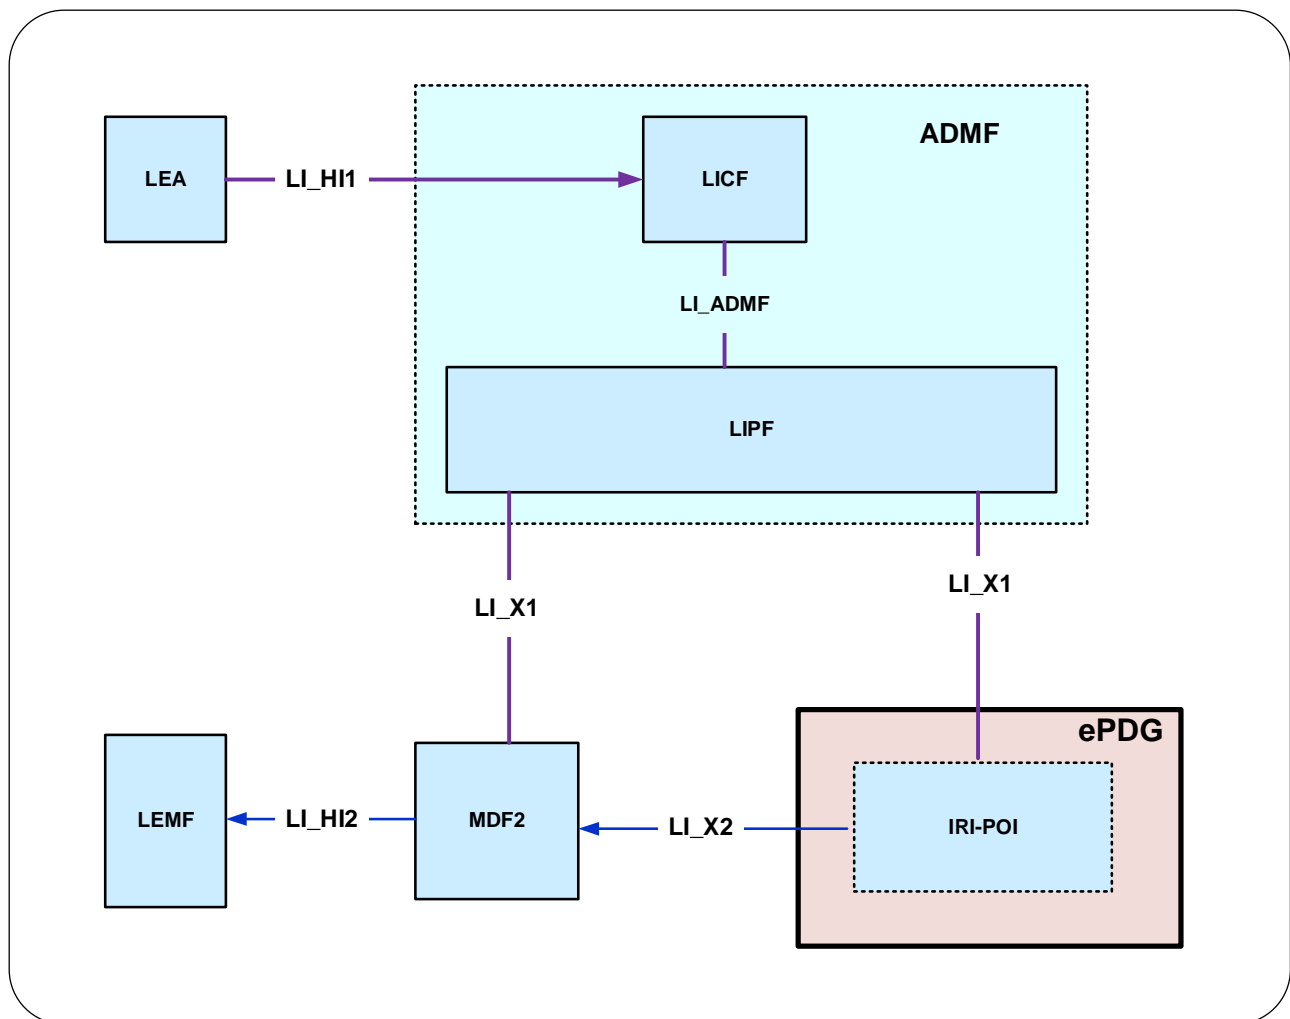 ADMF
LEA
LI_HI1
LICF
LI_ADMF
LIPF
LI_X1
LI_X1
ePDG
LEMF
LI_HI2
MDF2
LI_X2
IRI-POI